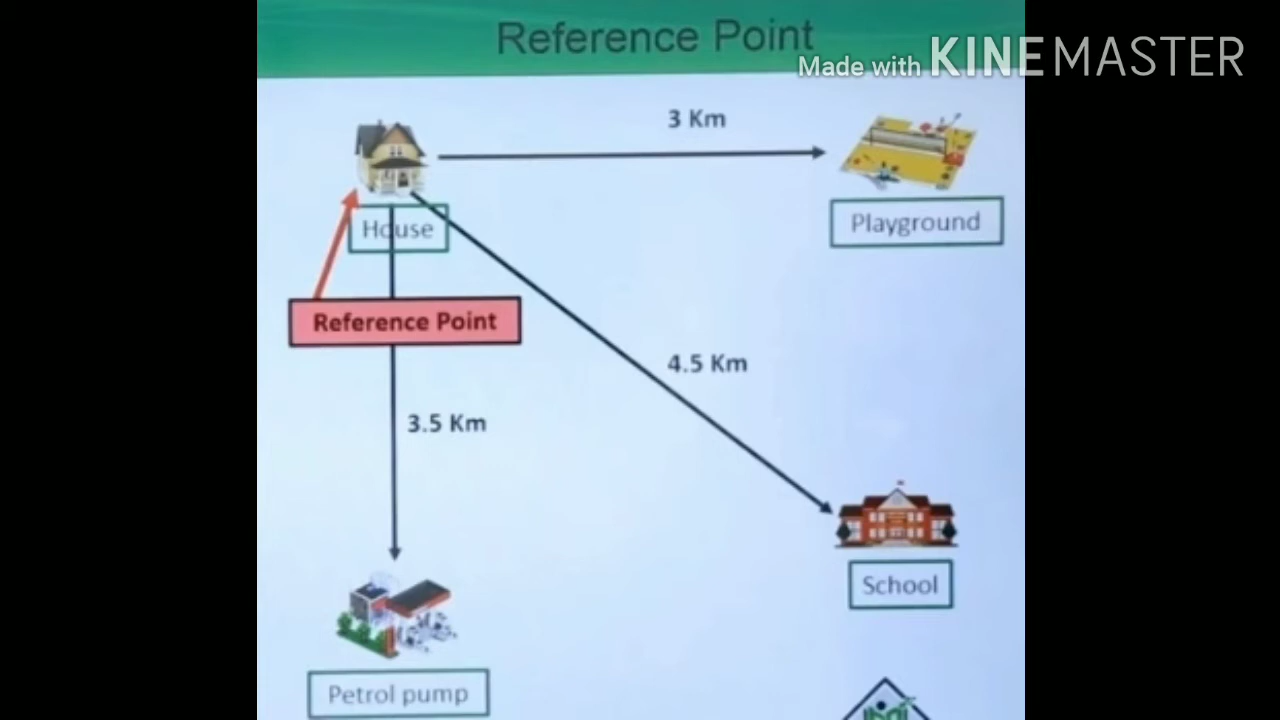 Reference Point
Made with KINEMASTER
3 Km
House
Playground
Reference Point
4.5 Km
3.5 Km
School
Petrol pump